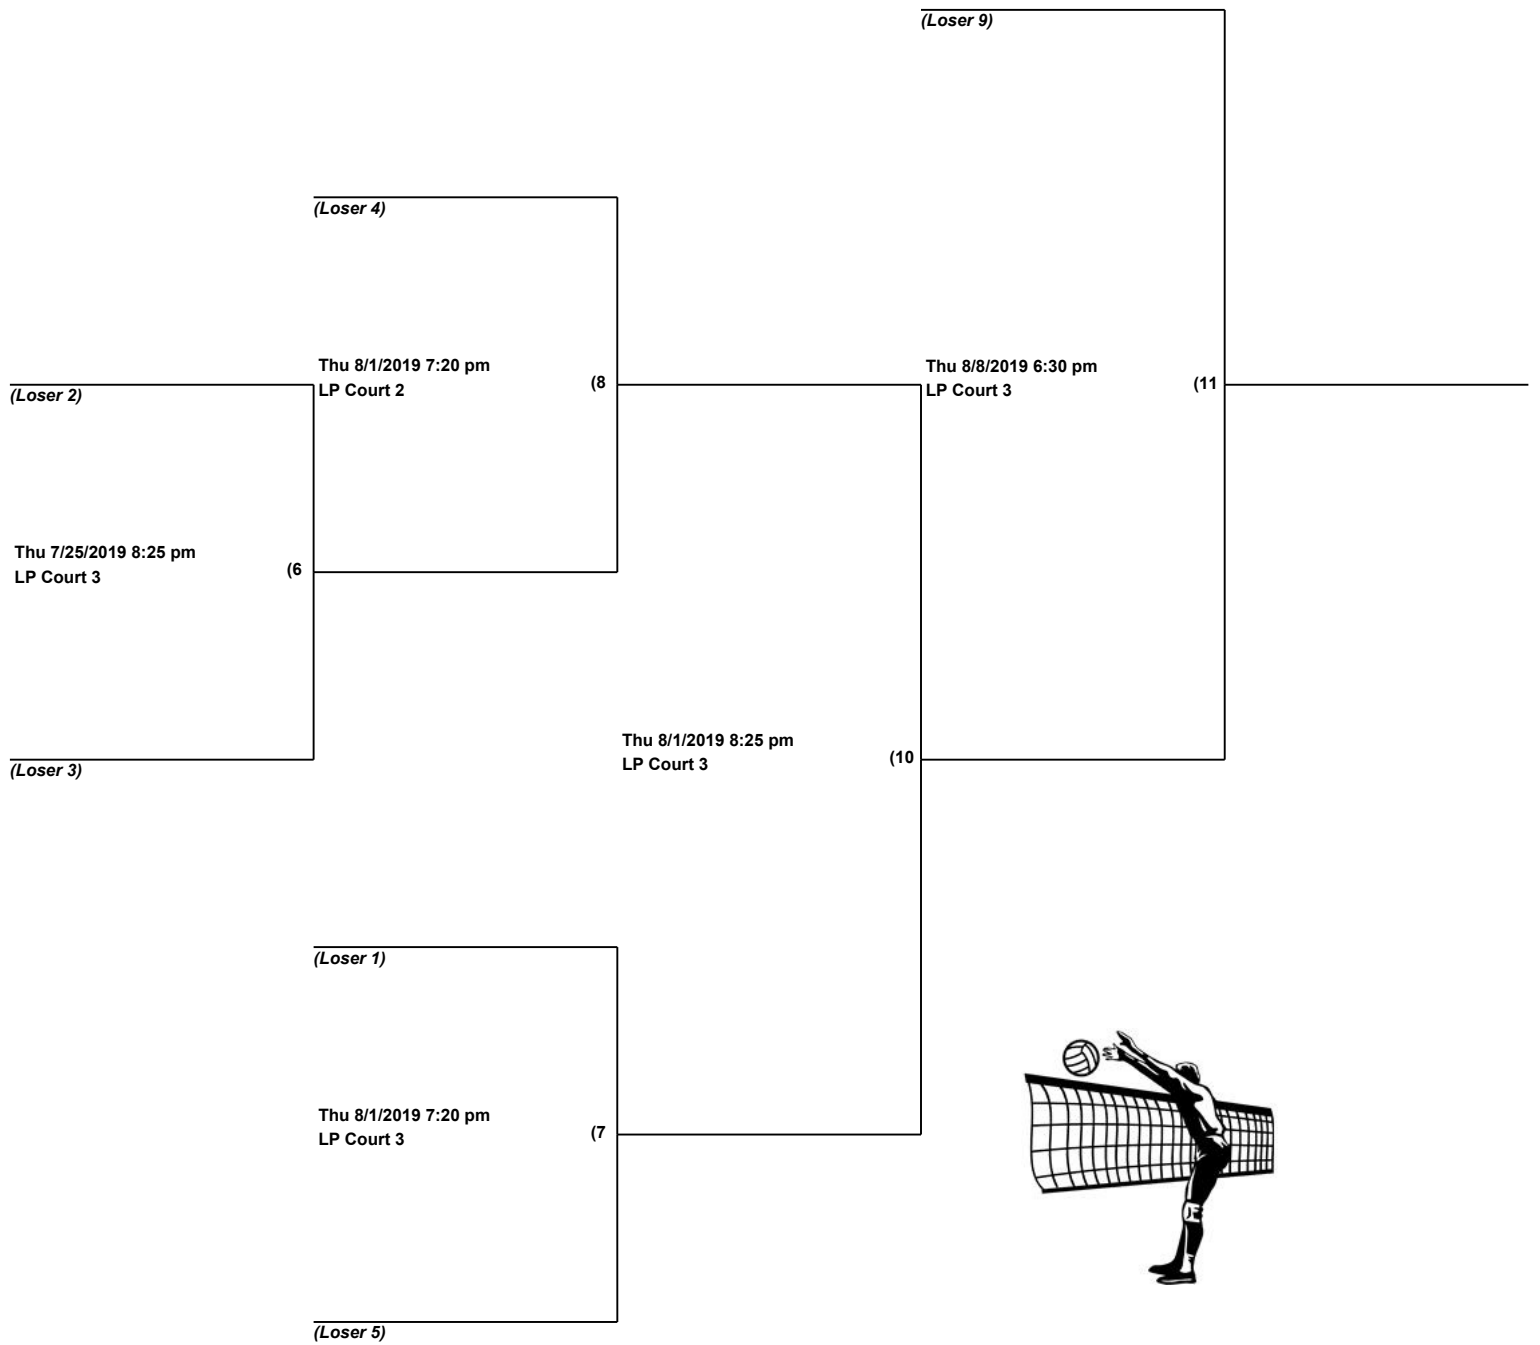 (Loser 9)
(Loser 4)
Thu 8/1/2019 7:20 pm
LP Court 2
(8
Thu 8/8/2019 6:30 pm
LP Court 3
(11
(Loser 2)
Thu 7/25/2019 8:25 pm
LP Court 3
(6
(Loser 3)
Thu 8/1/2019 8:25 pm
LP Court 3
(10
(Loser 1)
Thu 8/1/2019 7:20 pm
LP Court 3
(7
(Loser 5)